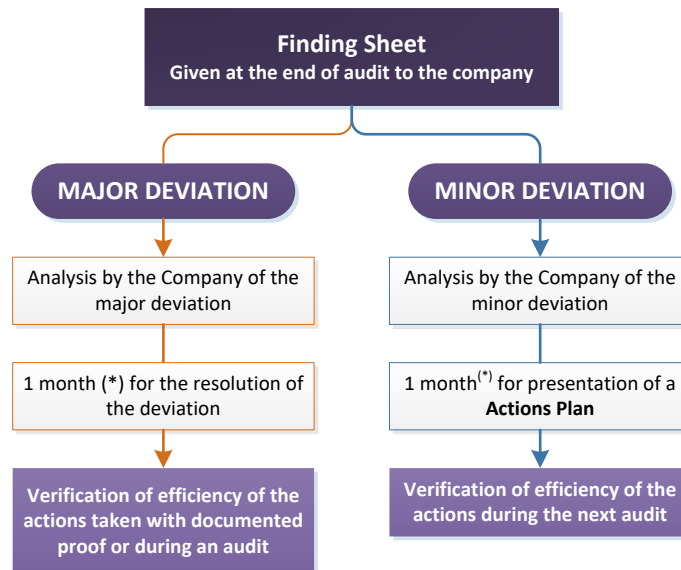 Finding Sheet
Given at the end of audit to the company
MAJOR DEVIATION
Analysis by the Company of the
major deviation
1 month (*) for the resolution of
the deviation
Verification of efficiency of the
actions taken with documented
proof or during an audit
MINOR DEVIATION
Analysis by the Company of the
minor deviation
1 month(*) for presentation of a
Actions Plan
Verification of efficiency of the
actions during the next audit